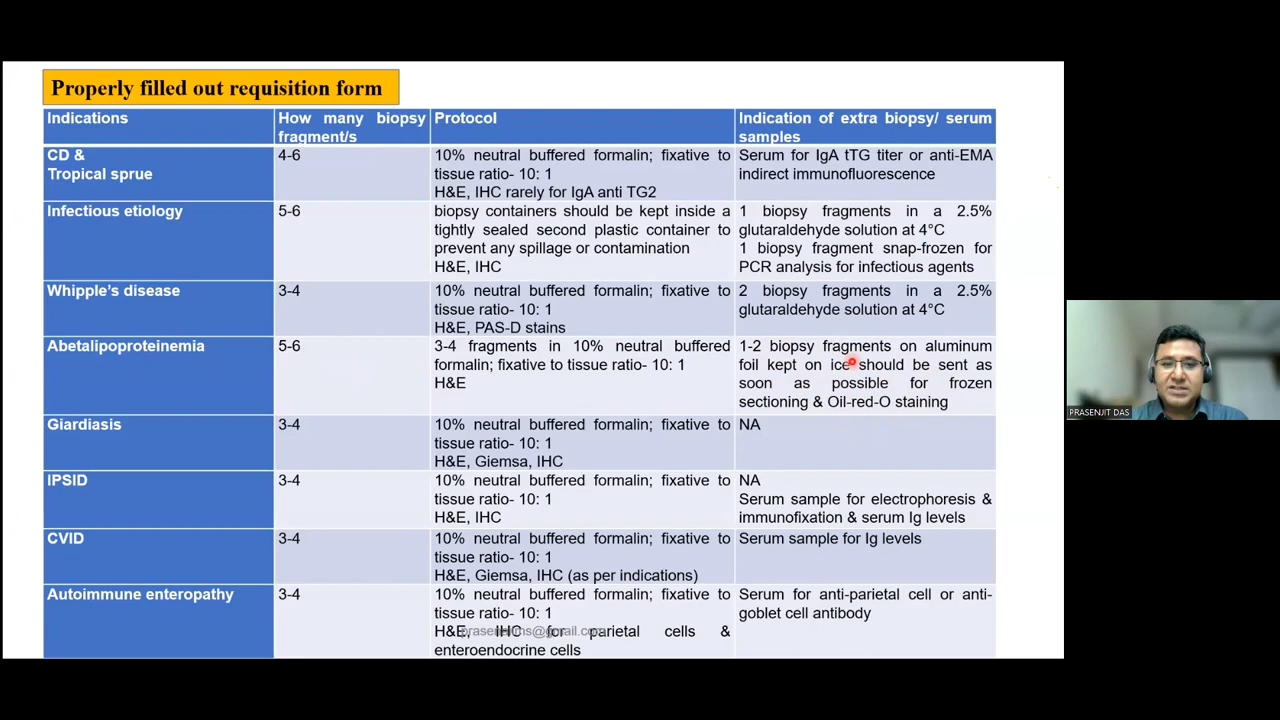 Properly filled out requisition form
Indications
How many biopsy
fragment/s
Protocol
Indication of extra biopsy/ serum
samples
CD &
Tropical sprue
4-6
10% neutral buffered formalin; fixative to
tissue ratio- 10: 1
H&E, IHC rarely for IgA anti TG2
Serum for IgA tTG titer or anti-EMA
indirect immunofluorescence
Infectious etiology
5-6
biopsy containers should be kept inside a
tightly sealed second plastic container to
prevent any spillage or contamination
H&E, IHC
1 biopsy fragments in a 2.5%
glutaraldehyde solution at 4°C
1 biopsy fragment snap-frozen for
PCR analysis for infectious agents
Whipple's disease
3-4
10% neutral buffered formalin; fixative to
tissue ratio- 10: 1
H&E, PAS-D stains
2 biopsy fragments in a 2.5%
glutaraldehyde solution at 4°C
Abetalipoproteinemia
5-6
3-4 fragments in 10% neutral buffered
formalin; fixative to tissue ratio- 10: 1
H&E
1-2 biopsy fragments on aluminum
foil kept on ice should be sent as
soon as possible for frozen
sectioning & Oil-red-O staining
Giardiasis
3-4
10% neutral buffered formalin; fixative to
tissue ratio- 10: 1
H&E, Giemsa, IHC
NA
IPSID
3-4
10% neutral buffered formalin; fixative to
tissue ratio- 10: 1
H&E, IHC
NA
Serum sample for electrophoresis &
immunofixation & serum Ig levels
CVID
3-4
10% neutral buffered formalin; fixative to
tissue ratio- 10: 1
H&E, Giemsa, IHC (as per indications)
Serum sample for Ig levels
Autoimmune enteropathy
3-4
10% neutral buffered formalin; fixative to
tissue ratio- 10: 1
H&E, IHC for parietal cells &
enteroendocrine cells
Serum for anti-parietal cell or anti-
goblet cell antibody
PRASENJIT DAS